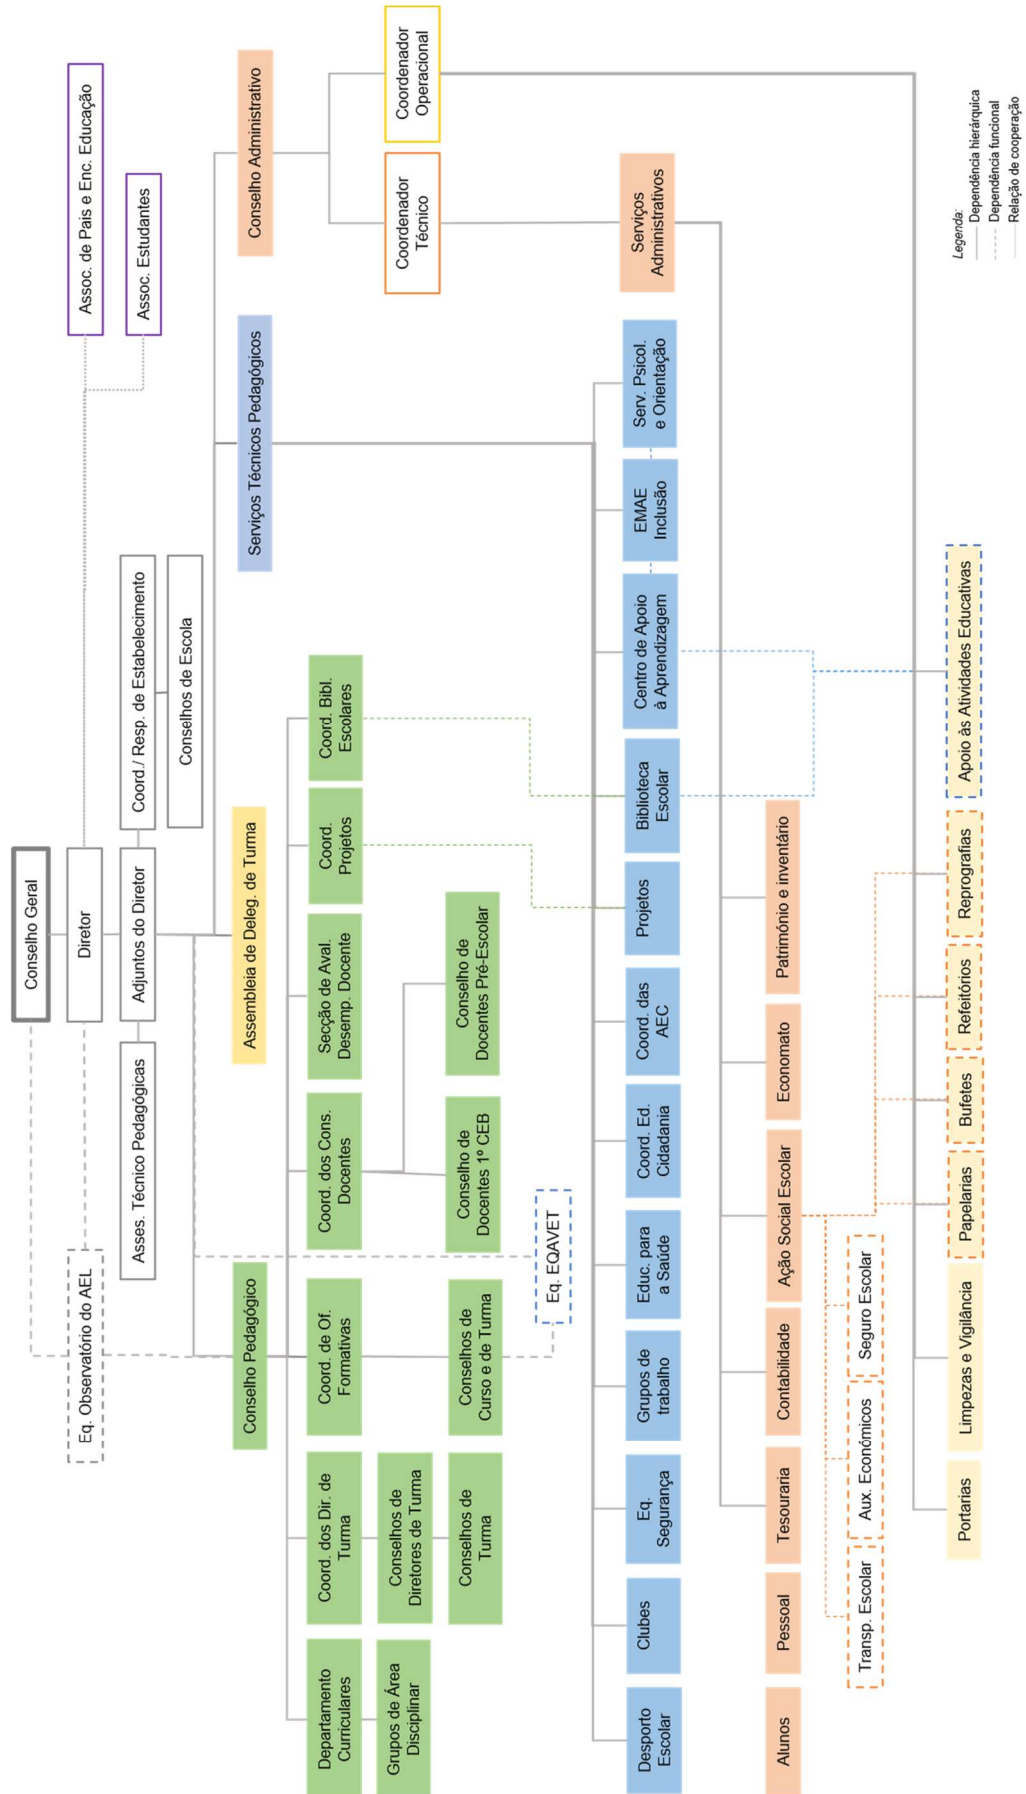 Conselho Geral
Diretor
Eq. Observatório do AEL
Assoc. de Pais e Enc. Educação
Assoc. Estudantes
Asses. Técnico Pedagógicas
Adjuntos do Diretor
Coord./ Resp. de Estabelecimento
Conselhos de Escola
Conselho Pedagógico
Assembleia de Deleg. de Turma
Serviços Técnicos Pedagógicos
Conselho Administrativo
Departamento
Curriculares
Coord. dos Dir. de
Turma
Coord. de Of.
Formativas
Coord. dos Cons.
Docentes
Secção de Aval.
Desemp. Docente
Coord.
Projetos
Coord. Bibl.
Escolares
Coordenador
Técnico
Coordenador
Operacional
Grupos de Área
Disciplinar
Conselhos de
Diretores de Turma
Conselhos de
Turma
Conselhos de
Curso e de Turma
Conselho de
Docentes 1º CEB
Conselho de
Docentes Pré-Escolar
Eq. EQAVET
Desporto
Escolar
Clubes
Eq.
Segurança
Grupos de
trabalho
Educ. para
a Saúde
Coord. Ed.
Cidadania
Coord. das
AEC
Projetos
Biblioteca
Escolar
Centro de Apoio
à Aprendizagem
EMAE
Inclusão
Serv. Psicol.
e Orientação
Serviços
Administrativos
Alunos
Pessoal
Tesouraria
Contabilidade
Ação Social Escolar
Economato
Património e inventário
Transp. Escolar
Aux. Económicos
Seguro Escolar
Portarias
Limpezas e Vigilância
Papelarias
Bufetes
Refeitórios
Reprografias
Apoio às Atividades Educativas
Legenda:
Dependência hierárquica
Dependência funcional
Relação de cooperação